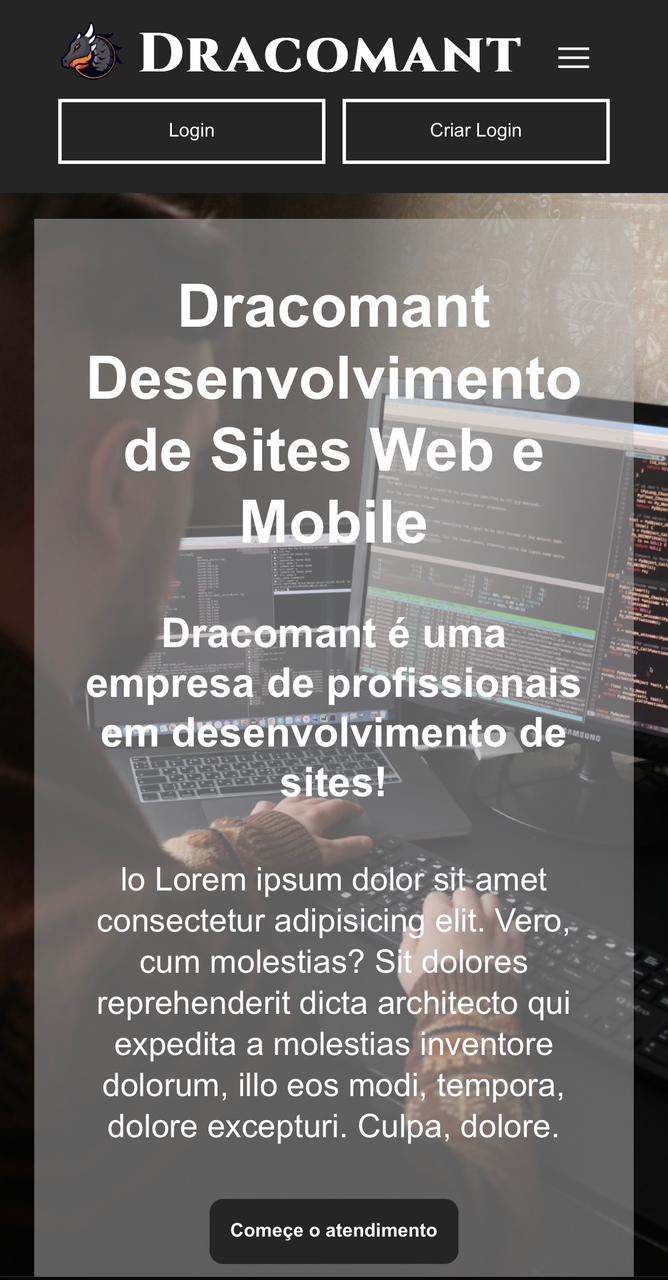 DRACOMANT
Login
Criar Login
Dracomant
Desenvolvimento
de Sites Web e
Mobile
Dracomant é uma
empresa de profissionais
em desenvolvimento de
sites!
lo Lorem ipsum dolor sit amet
consectetur adipisicing elit. Vero,
cum molestias? Sit dolores
reprehenderit dicta architecto qui
expedita a molestias inventore
dolorum, illo eos modi, tempora,
dolore excepturi. Culpa, dolore.
SAMSUNG
Começe o atendimento